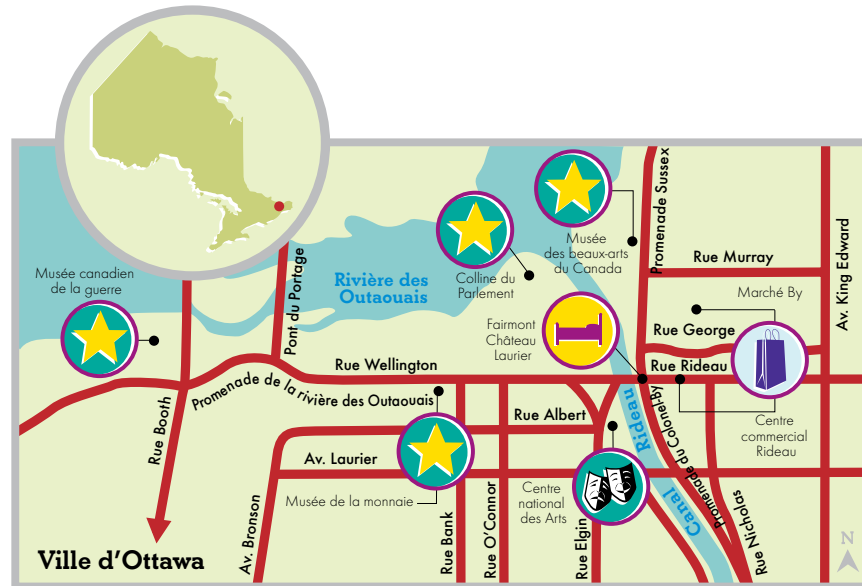 Musée canadien
de la guerre
Pont du Portage
Rivière des
Outaouais
Colline du
Parlement
Musée
des beaux-arts
du Canada
Promenade Sussex
Rue Murray
Marché By
Av. King Edward
Fairmont
Château
Laurier
Rue George
Rue Wellington
Rue Rideau
Promenade de la rivière des Outaouais
Rue Booth
Rue Albert
Rideau
Promenade du Colonel-By
Centre
commercial
Rideau
Av. Laurier
Musée de la monnaie
Centre
national
des Arts
Canal
Av. Bronson
Rue Bank
Rue O'Connor
Rue Elgin
Rue Nicholas
Ville d'Ottawa
N